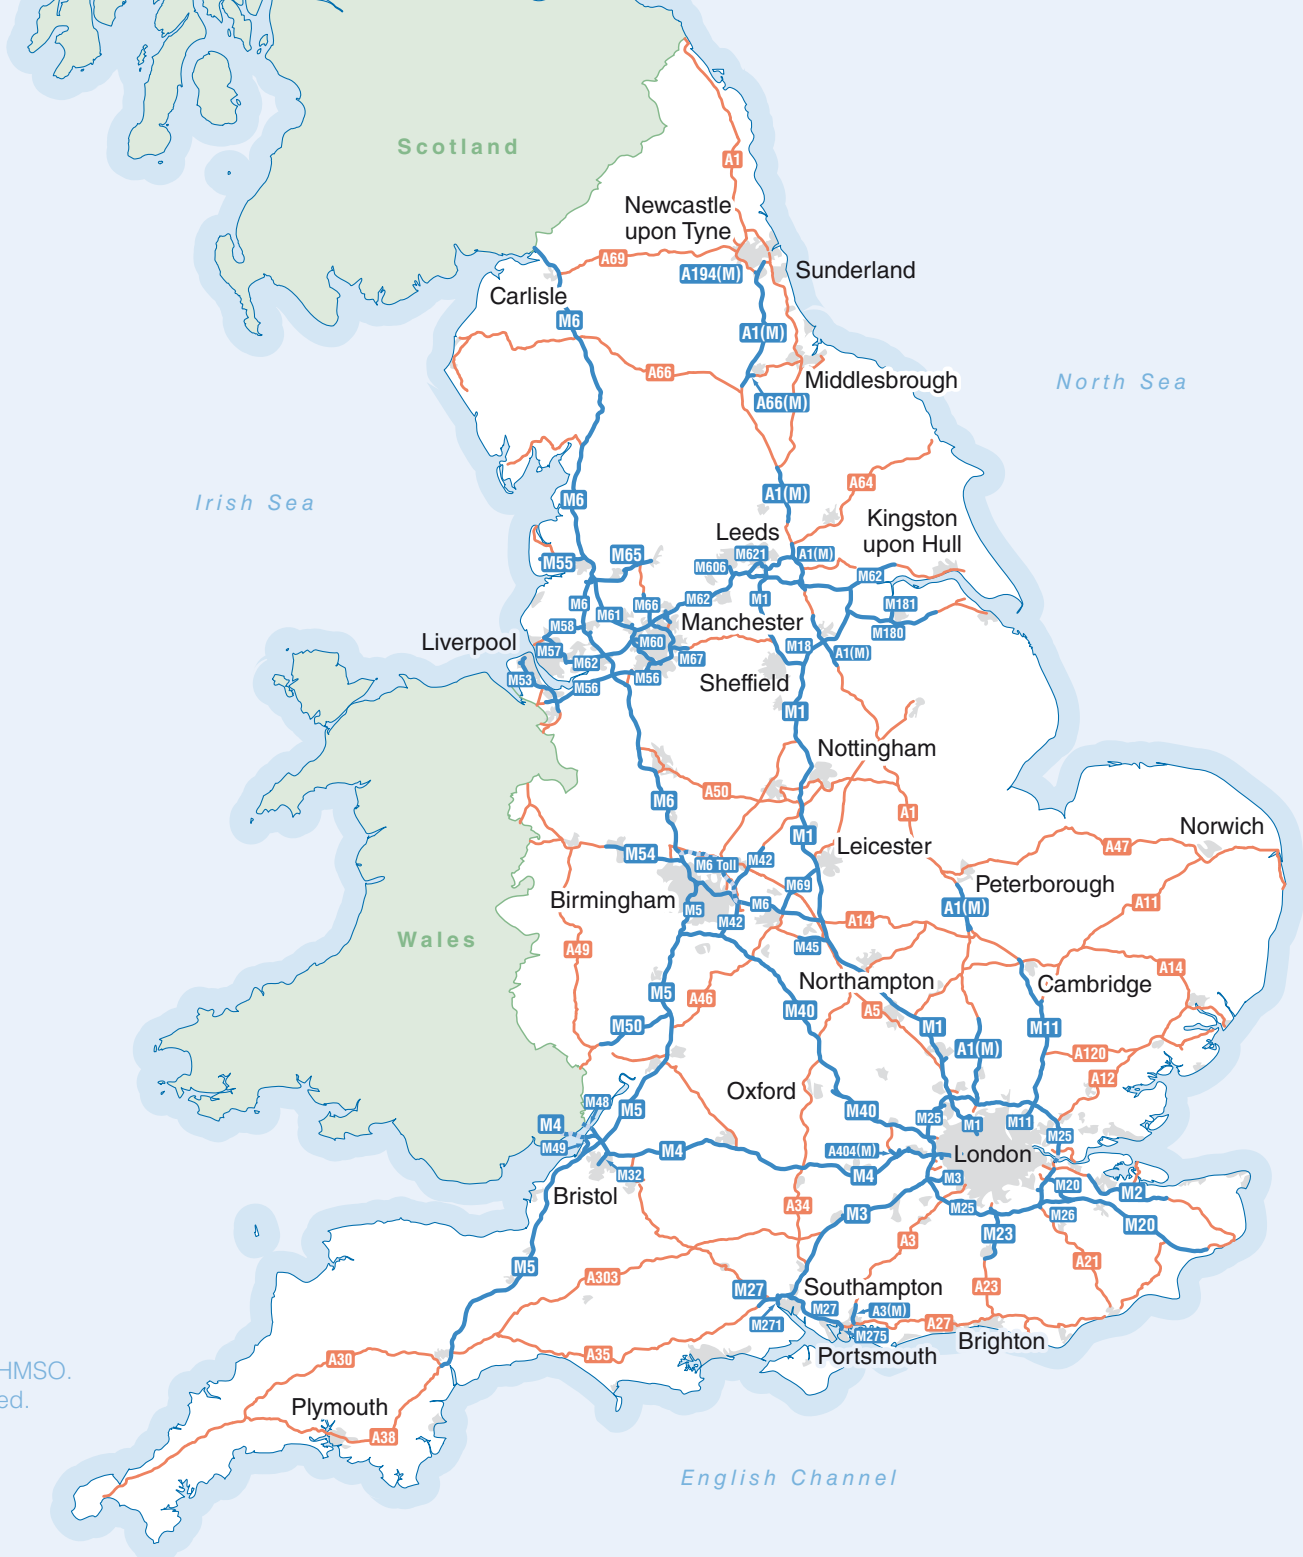 Scotland
A1
Newcastle
upon Tyne
A69
A194(M)
Sunderland
Carlisle
M6
A1(M)
A66
Middlesbrough
North Sea
A66(M)
Irish Sea
M6
A1(M)
A64
Kingston
upon Hull
Leeds
M55
M65
M606
M621
A1(M)
M62
M6
M61
M66
M62
M1
M181
M180
M58
Liverpool
Manchester
M57
M60
M62
M67
M18
A1(M)
M53
M56
M56
Sheffield
M1
Nottingham
A50
M6
A1
M1
Norwich
A47
Leicester
M54
M6 Toll
M42
M69
Peterborough
Birmingham
M5
M6
M42
A14
A1(M)
A11
Wales
A49
M45
A14
Northampton
Cambridge
M5
A46
M40
A5
M50
M1
A1(M)
M11
A120
A12
Oxford
M48
M5
M40
M25
M1
M11
M25
M4
M49
M4
A404(M)
M4
London
M32
Bristol
M3
M20
M2
A34
M3
M25
M26
M20
M23
A3
A21
M5
A303
M27
Southampton
A23
M27
A3(M)
M271
M275
A27
Brighton
A30
A35
Portsmouth
HMSO.
ed.
Plymouth
A38
English Channel